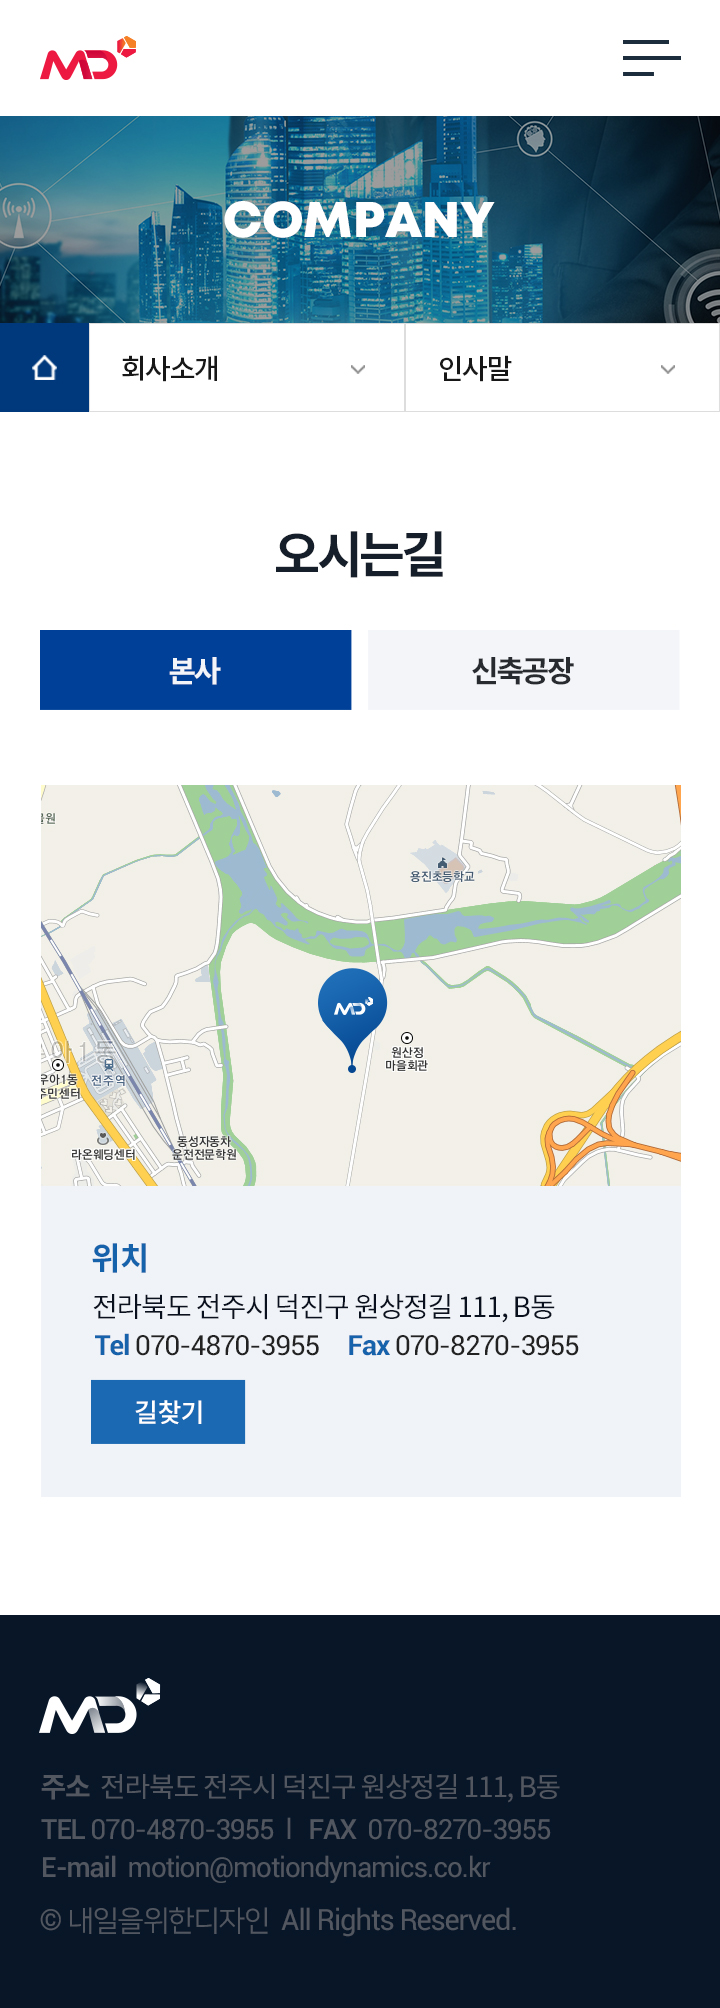 MD
COMPANY
회사소개
인사말
오시는길
본사
신축공장
용진초등학교
MD
원산정
마을회관
아1동
우아1동
주민센터
전주역
라온웨딩센터
동성자동차
운전전문학원
위치
전라북도 전주시 덕진구 원상정길 111, B동
Tel 070-4870-3955 Fax 070-8270-3955
길찾기
MD
주소 전라북도 전주시 덕진구 원상정길 111, B동
TEL 070-4870-3955 | FAX 070-8270-3955
E-mail motion@motiondynamics.co.kr
© 내일을위한디자인 All Rights Reserved.